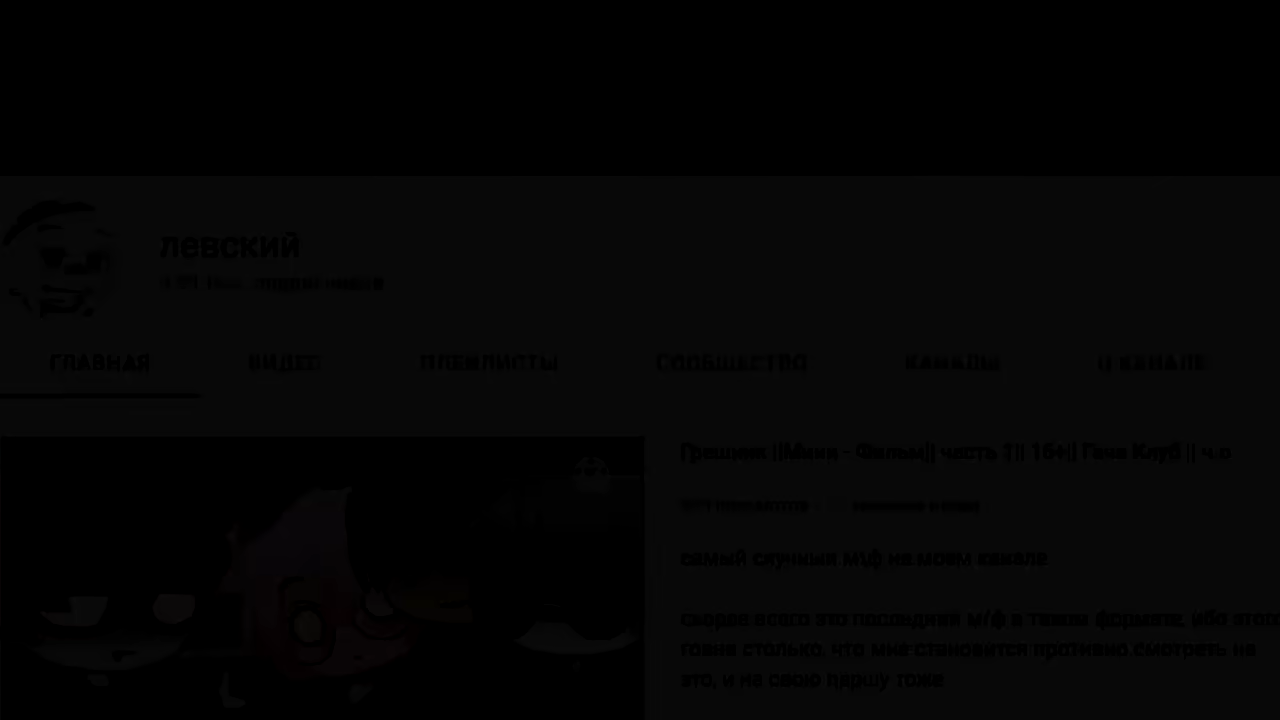 левский
ГЛАВНАЯ
ВИДЕО
ПЛЕЙЛИСТЫ
СООБЩЕСТВО
КАНАЛЫ
О КАНАЛЕ
Грешник ||Мини - Фильм|| часть || 16+|| Гача Клуб || ч.о
самый скучный м\ф на моем канале
скорее всего это последний м/ф в таком формате, ибо этого
говна столько, что мне становится противно смотреть на
это, и на свою паршу тоже